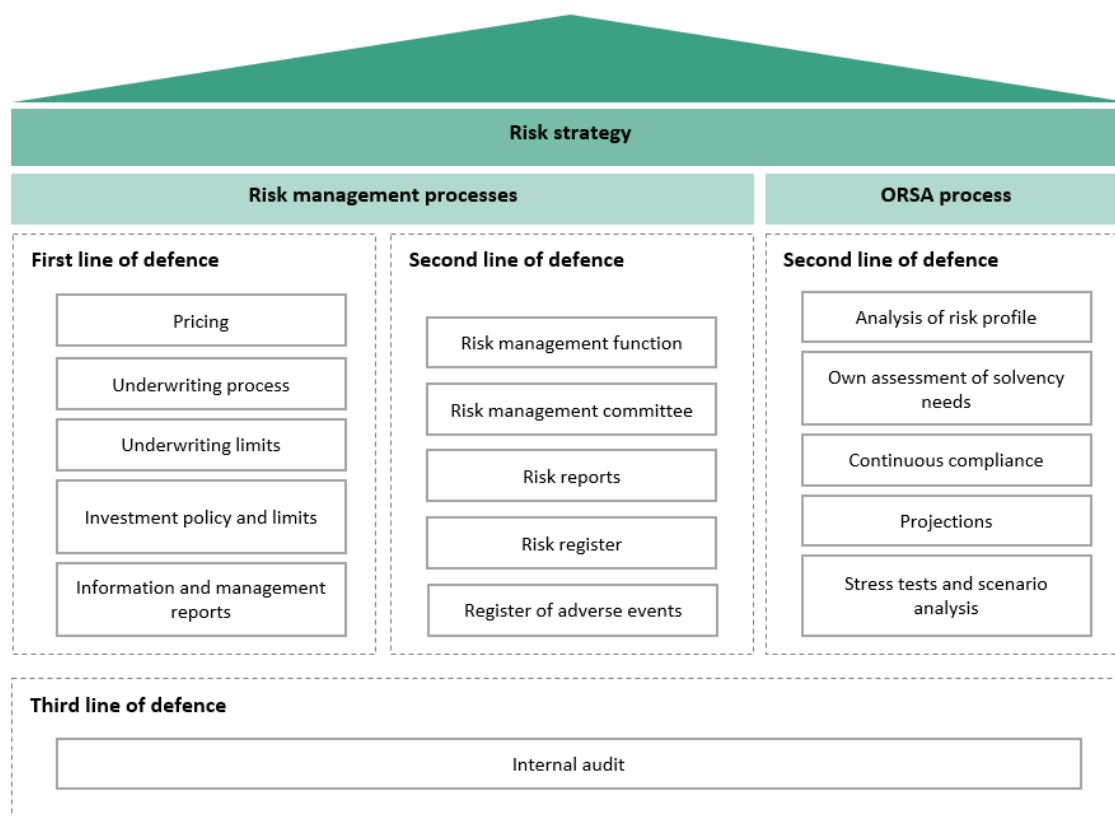 Risk strategy
Risk management processes
ORSA process
First line of defence
Pricing
Underwriting process
Underwriting limits
Investment policy and limits
Information and management
reports
Second line of defence
Risk management function
Risk management committee
Risk reports
Risk register
Register of adverse events
Second line of defence
Analysis of risk profile
Own assessment of solvency
needs
Continuous compliance
Projections
Stress tests and scenario
analysis
Third line of defence
Internal audit